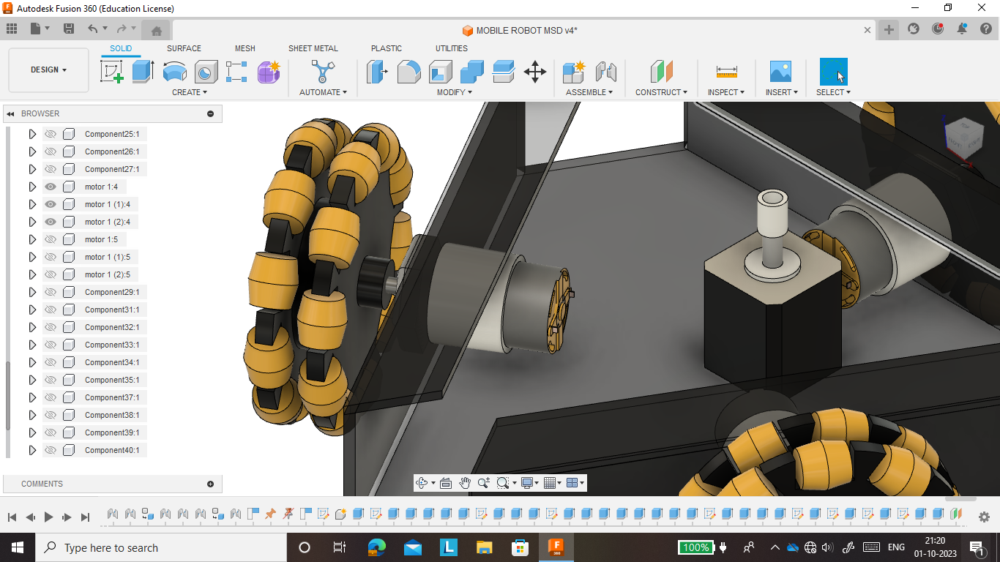 Autodesk Fusion 360 (Education License)
MOBILE ROBOT MSD v4*
SOLID SURFACE MESH SHEET METAL PLASTIC UTILITIES
DESIGN
CREATE AUTOMATE MODIFY ASSEMBLE CONSTRUCT INSPECT INSERT SELECT
BROWSER
Component25:1
Component26:1
Component27:1
motor 1:4
motor 1 (1):4
motor 1 (2):4
motor 1:5
motor 1 (1):5
motor 1 (2):5
Component29:1
Component31:1
Component32:1
Component33:1
Component34:1
Component35:1
Component37:1
Component38:1
Component39:1
Component40:1
COMMENTS
Type here to search
100%
ENG
21:20
01-10-2023
1